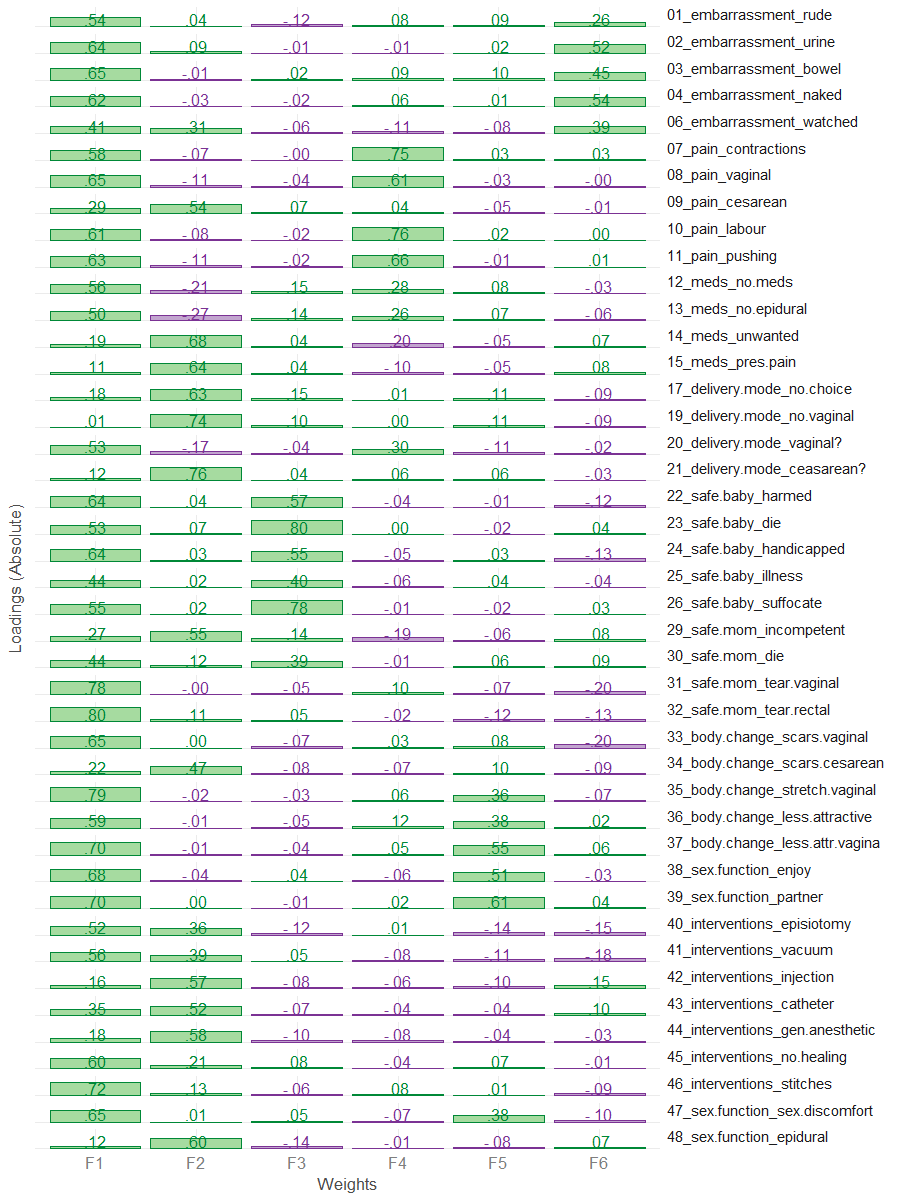 .54 .04 -.12 .08 .09 .26 01_embarrassment_rude
.64 .09 -.01 -.01 .02 .52 02_embarrassment_urine
.65 -.01 .02 .09 .10 .45 03_embarrassment_bowel
.62 -.03 -.02 .06 .01 .54 04_embarrassment_naked
.41 .31 -.06 -.11 -.08 .39 06_embarrassment_watched
.58 -.07 -.00 .75 .03 .03 07_pain_contractions
.65 -.11 -.04 .61 -.03 -.00 08_pain_vaginal
.29 .54 .07 .04 -.05 -.01 09_pain_cesarean
.61 -.08 -.02 .76 .02 .00 10_pain_labour
.63 -.11 -.02 .66 -.01 .01 11_pain_pushing
.56 -.21 .15 .28 .08 -.03 12_meds_no.meds
.50 -.27 .14 .26 .07 -.06 13_meds_no.epidural
.19 .68 .04 -.20 -.05 .07 14_meds_unwanted
.11 .64 .04 -.10 -.05 .08 15_meds_pres.pain
.18 .63 .15 .01 .11 -.09 17_delivery.mode_no.choice
.01 .74 .10 .00 .11 -.09 19_delivery.mode_no.vaginal
.53 -.17 -.04 .30 -.11 -.02 20_delivery.mode_vaginal?
.12 .76 .04 .06 .06 -.03 21_delivery.mode_ceasarean?
.64 .04 .57 -.04 -.01 -.12 22_safe.baby_harmed
.53 .07 .80 .00 -.02 .04 23_safe.baby_die
.64 .03 .55 -.05 .03 -.13 24_safe.baby_handicapped
.44 .02 .40 -.06 .04 -.04 25_safe.baby_illness
.55 .02 .78 -.01 -.02 .03 26_safe.baby_suffocate
.27 .55 .14 -.19 -.06 .08 29_safe.mom_incompetent
.44 .12 .39 -.01 .06 .09 30_safe.mom_die
.78 -.00 -.05 .10 -.07 -.20 31_safe.mom_tear.vaginal
.80 .11 .05 -.02 -.12 -.13 32_safe.mom_tear.rectal
.65 .00 -.07 .03 .08 -.20 33_body.change_scars.vaginal
.22 .47 -.08 -.07 .10 -.09 34_body.change_scars.cesarean
.79 -.02 -.03 .06 .36 -.07 35_body.change_stretch.vaginal
.59 -.01 -.05 .12 .38 .02 36_body.change_less.attractive
.70 -.01 -.04 .05 .55 .06 37_body.change_less.attr.vagina
.68 -.04 .04 -.06 .51 -.03 38_sex.function_enjoy
.70 .00 -.01 .02 .61 .04 39_sex.function_partner
.52 .36 -.12 .01 -.14 -.15 40_interventions_episiotomy
.56 .39 .05 -.08 -.11 -.18 41_interventions_vacuum
.16 .57 -.08 -.06 -.10 .15 42_interventions_injection
.35 .52 -.07 -.04 -.04 .10 43_interventions_catheter
.18 .58 -.10 -.08 -.04 -.03 44_interventions_gen.anesthetic
.60 .21 .08 -.04 .07 -.01 45_interventions_no.healing
.72 .13 -.06 .08 .01 -.09 46_interventions_stitches
.65 .01 .05 -.07 .38 -.10 47_sex.function_sex.discomfort
.12 .60 -.14 -.01 -.08 .07 48_sex.function_epidural
F1 F2 F3 F4 F5 F6
Weights
Loadings (Absolute)